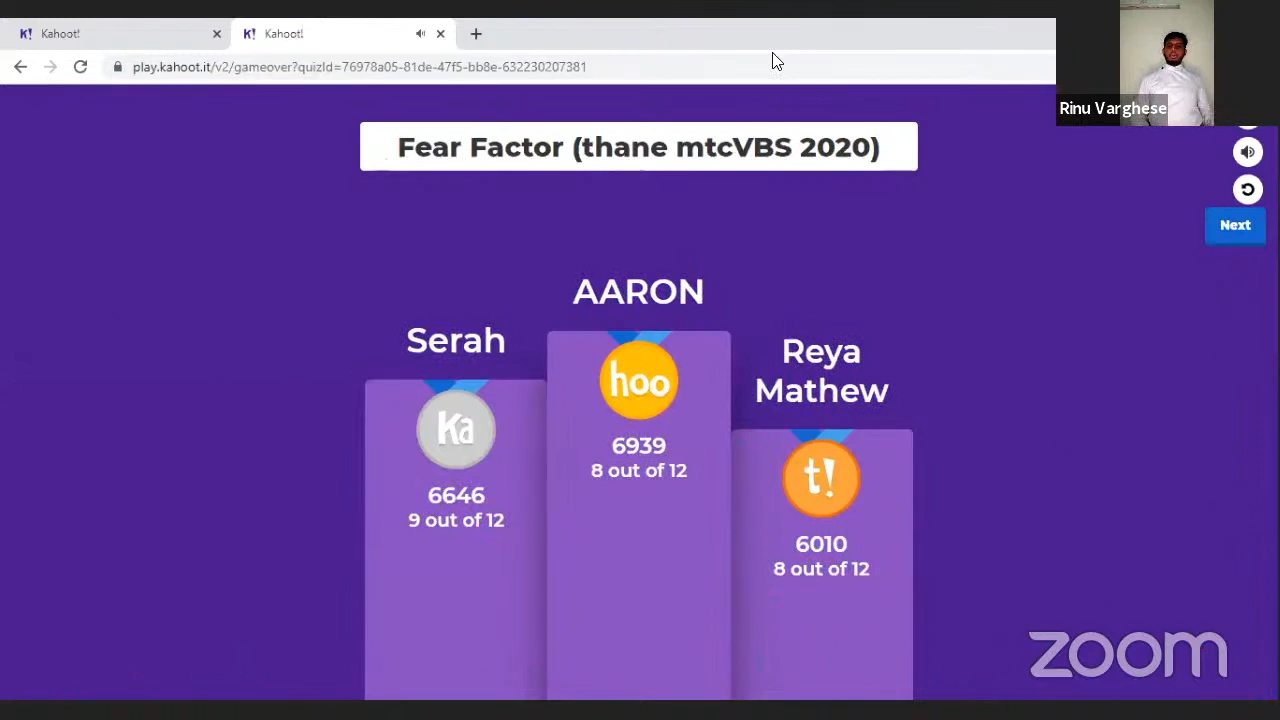 K! Kahoot!
K! Kahoot!
play.kahoot.it/v2/gameover?quizId=76978a05-81de-47f5-bb8e-632230207381
Rinu Varghese
Fear Factor (thane mtcVBS 2020)
Next
AARON
Serah
Reya
Mathew
hoo
Ka
6939
8 out of 12
t!
6646
9 out of 12
6010
8 out of 12
zoom